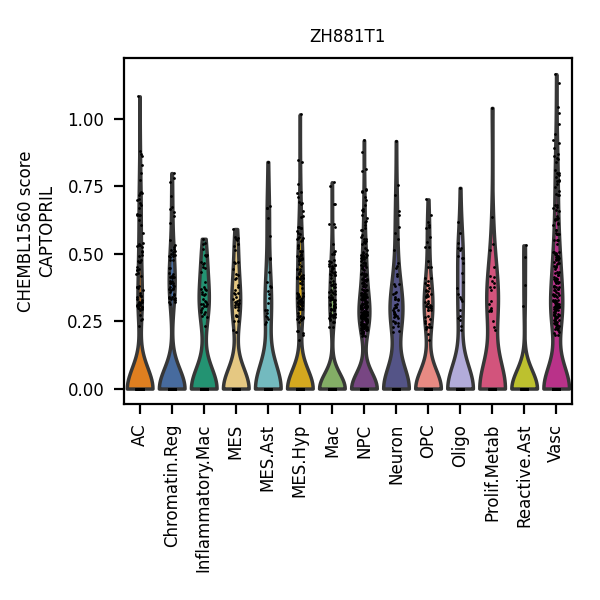 ZH881T1
CHEMBL1560 score
CAPTOPRIL
1.00
0.75
0.50
0.25
0.00
AC
Chromatin.Reg
Inflammatory.Mac
MES
MES.Ast
MES.Hyp
Mac
NPC
Neuron
OPC
Oligo
Prolif.Metab
Reactive.Ast
Vasc